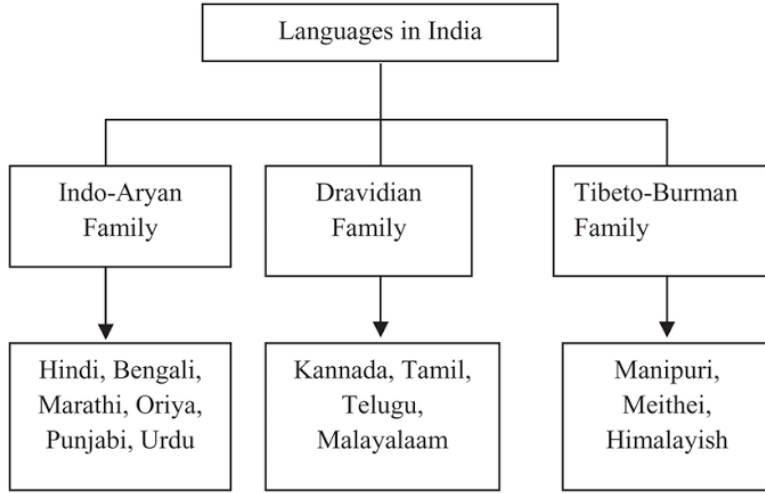 Languages in India
Indo-Aryan
Family
Dravidian
Family
Tibeto-Burman
Family
Hindi, Bengali,
Marathi, Oriya,
Punjabi, Urdu
Kannada, Tamil,
Telugu,
Malayalaam
Manipuri,
Meithei,
Himalayish